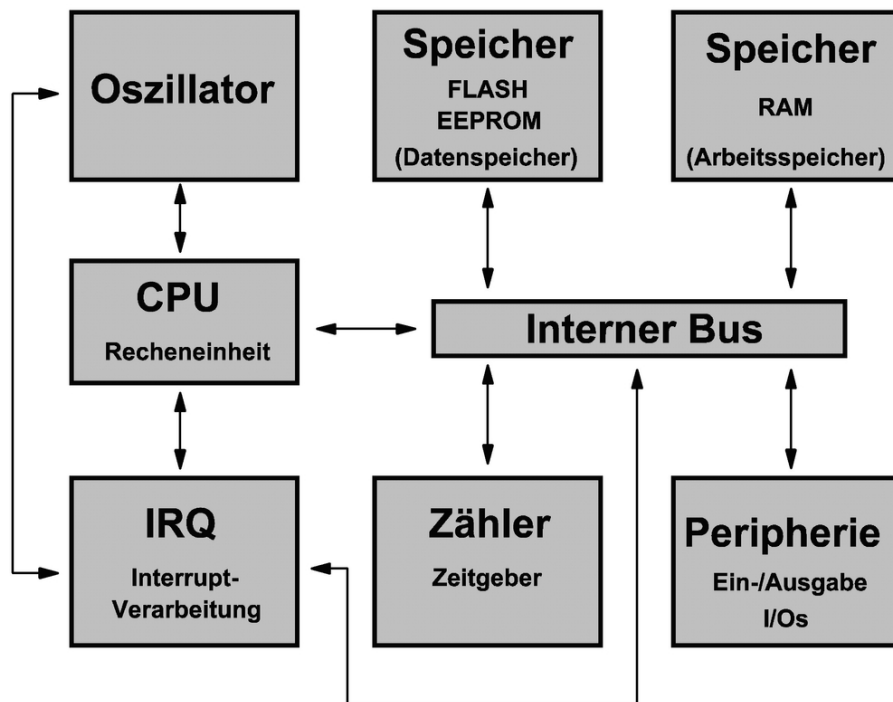 Oszillator
Speicher
FLASH
EEPROM
(Datenspeicher)
Speicher
RAM
(Arbeitsspeicher)
CPU
Recheneinheit
Interner Bus
IRQ
Interrupt-
Verarbeitung
Zähler
Zeitgeber
Peripherie
Ein-/Ausgabe
I/Os